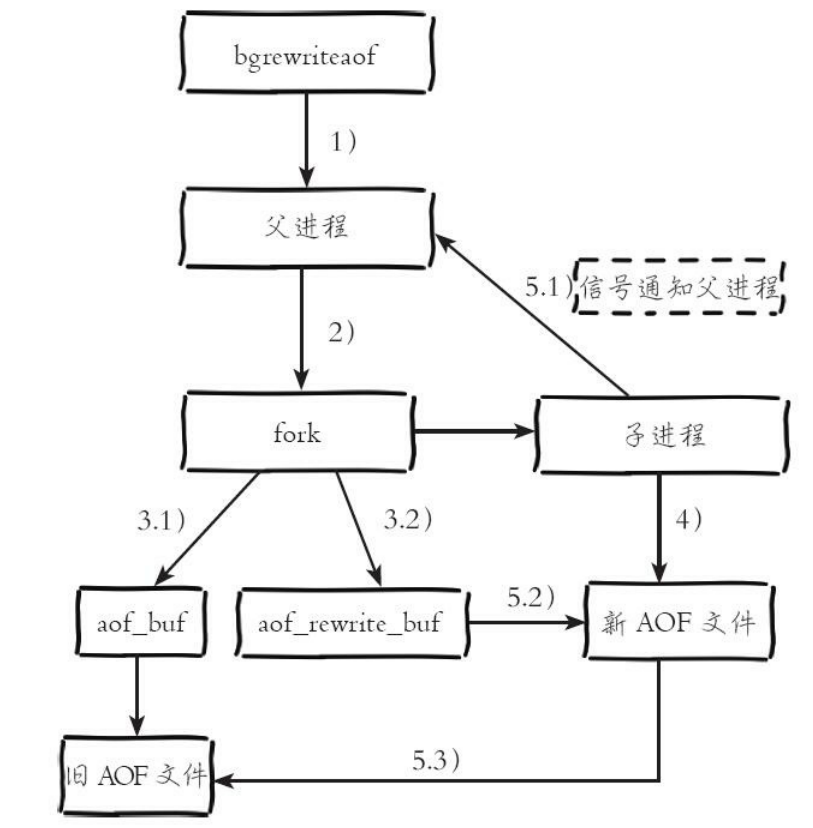 bgrewriteaof
1)
父进程
5.1)
信号通知父进程
2)
fork
子进程
3.1)
3.2)
4)
aof_buf
aof_rewrite_buf
5.2)
新 AOF 文件
旧 AOF 文件
5.3)